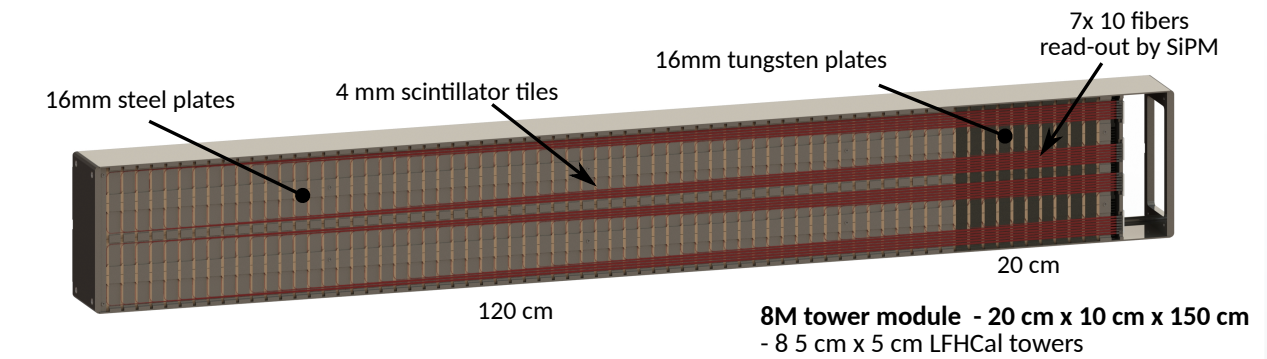 7x 10 fibers
read-out by SiPM
16mm tungsten plates
4 mm scintillator tiles
16mm steel plates
20 cm
120 cm
8M tower module - 20 cm x 10 cm x 150 cm
- 8 5 cm x 5 cm LFHCal towers